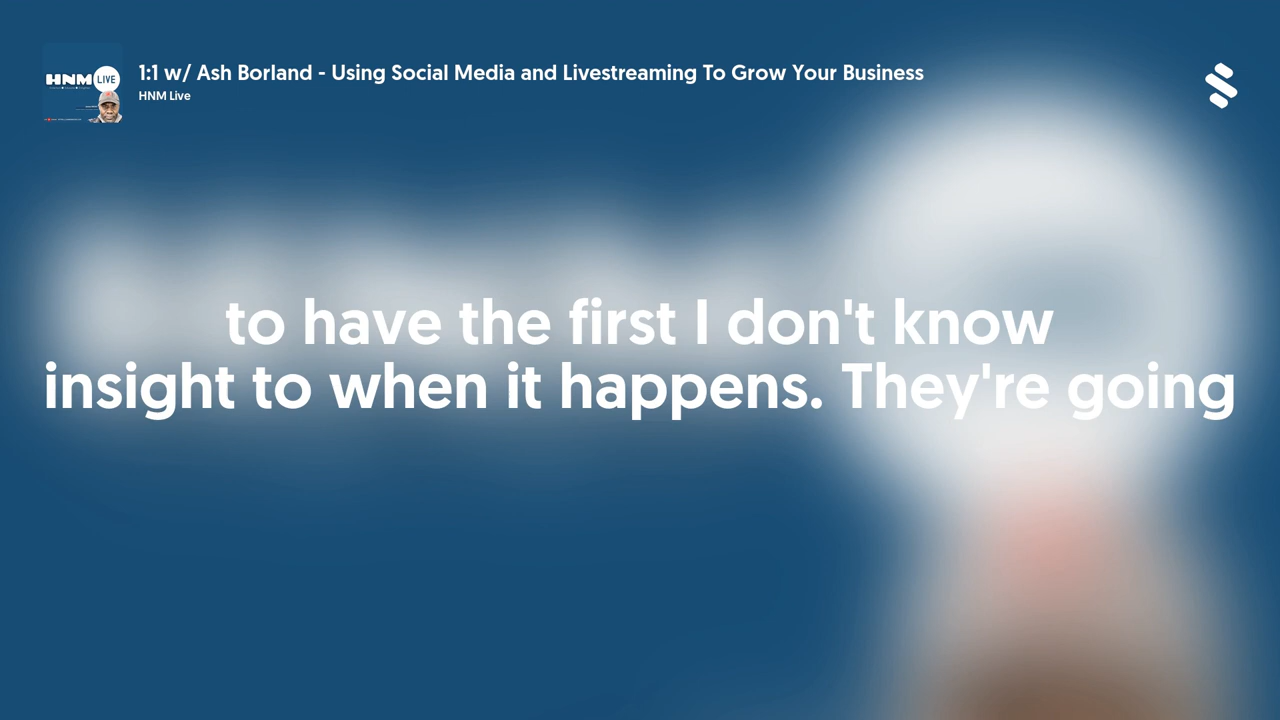 HNM LIVE
1:1 w/ Ash Borland - Using Social Media and Livestreaming To Grow Your Business
HNM Live
to have the first I don't know
insight to when it happens. They're going